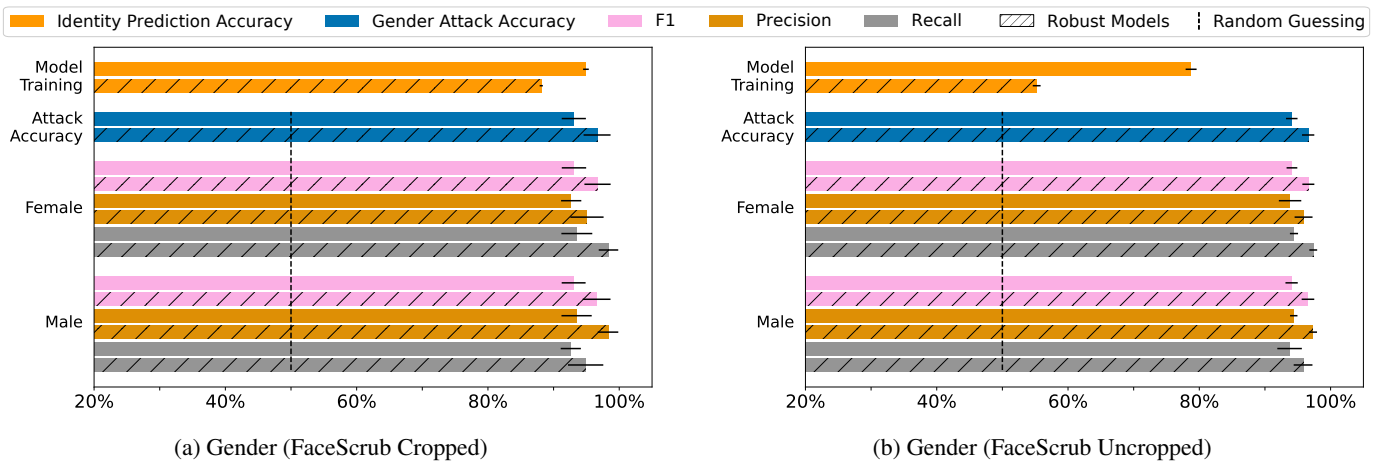 Identity Prediction Accuracy Gender Attack Accuracy F1 Precision Recall Robust Models Random Guessing
Model
Training
Attack
Accuracy
Female
Male
20% 40% 60% 80% 100%
(a) Gender (FaceScrub Cropped)
Model
Training
Attack
Accuracy
Female
Male
20% 40% 60% 80% 100%
(b) Gender (FaceScrub Uncropped)